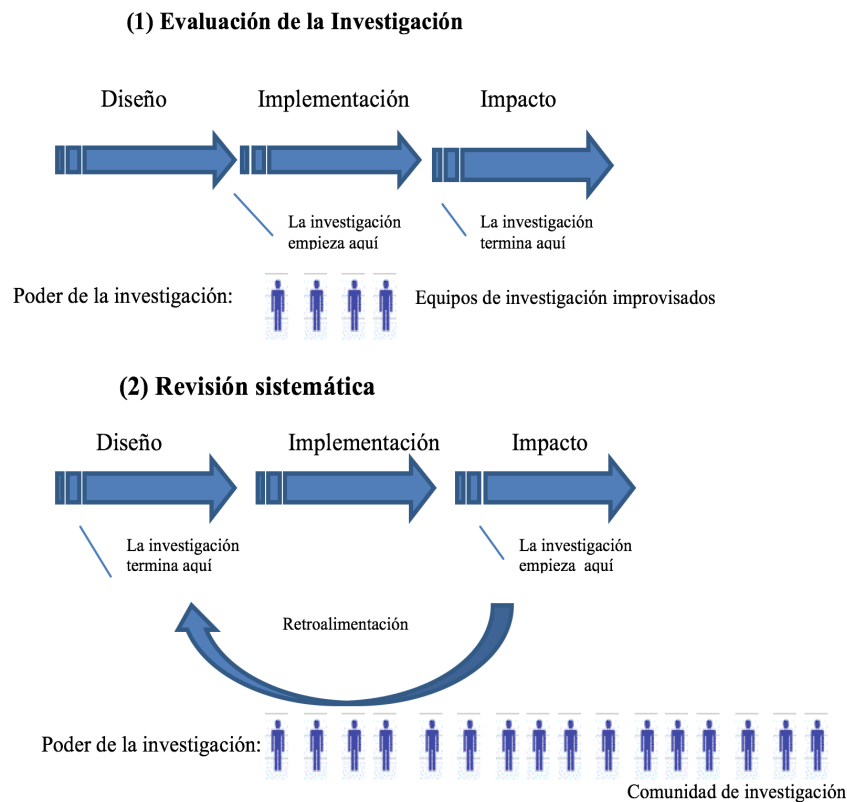 (1) Evaluación de la Investigación
Diseño Implementación Impacto
La investigación
empieza aquí
La investigación
termina aquí
Poder de la investigación: Equipos de investigación improvisados
(2) Revisión sistemática
Diseño Implementación Impacto
La investigación
termina aquí
La investigación
empieza aquí
Retroalimentación
Poder de la investigación:
Comunidad de investigación